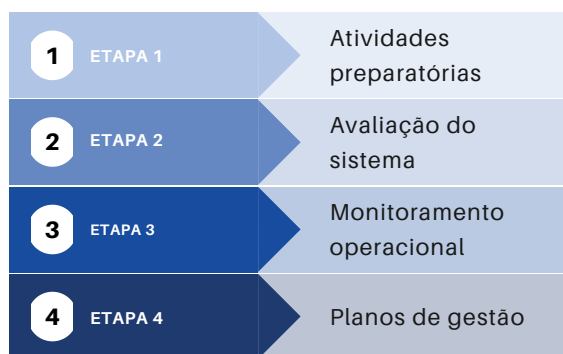 1 ETAPA 1
Atividades
preparatórias
2 ETAPA 2
Avaliação do
sistema
3 ETAPA 3
Monitoramento
operacional
4 ETAPA 4
Planos de gestão